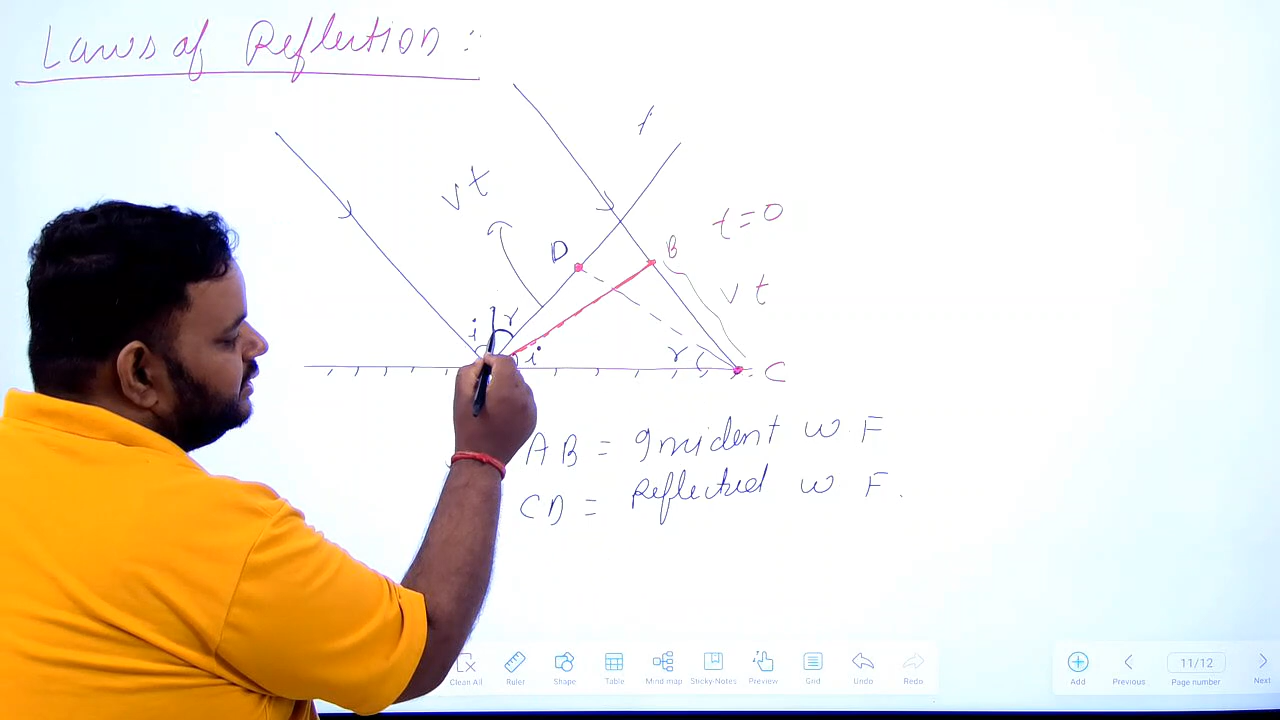 Laws of Reflection :
vt
D
B
t=0
vt
i
r
i
r
C
AB = Incident W.F
CD = Reflected W F.
Clean All
Ruler
Shape
Table
Mind map
Sticky-Notes
Preview
Grid
Undo
Redo
Add
Previous
11/12
Page number
Next